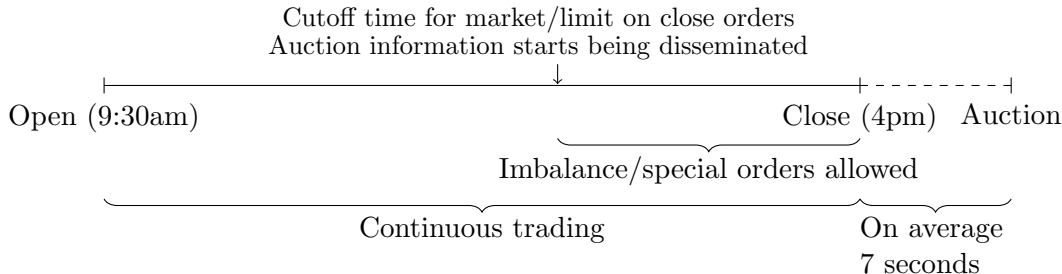 Cutoff time for market/limit on close orders
Auction information starts being disseminated
Open (9:30am)
Close (4pm)
Auction
Imbalance/special orders allowed
Continuous trading
On average
7 seconds